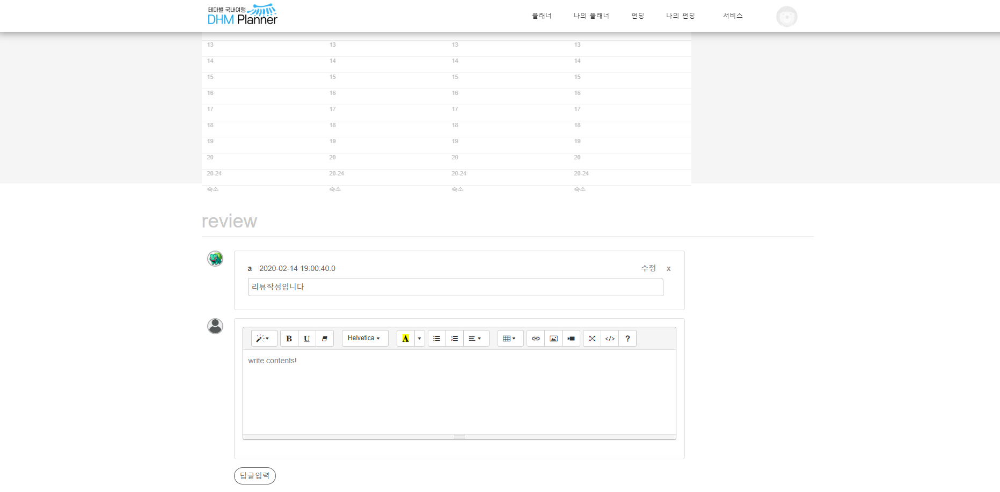 테마별 국내여행
DHM Planner
플래너 나의 플래너 펀딩 나의 펀딩 서비스
13 13 13 13
14 14 14 14
15 15 15 15
16 16 16 16
17 17 17 17
18 18 18 18
19 19 19 19
20 20 20 20
20-24 20-24 20-24 20-24
숙소 숙소 숙소 숙소
review
a 2020-02-14 19:00:40.0 수정 x
리뷰작성입니다
B U Helvetica A </> ?
write contents!
답글입력